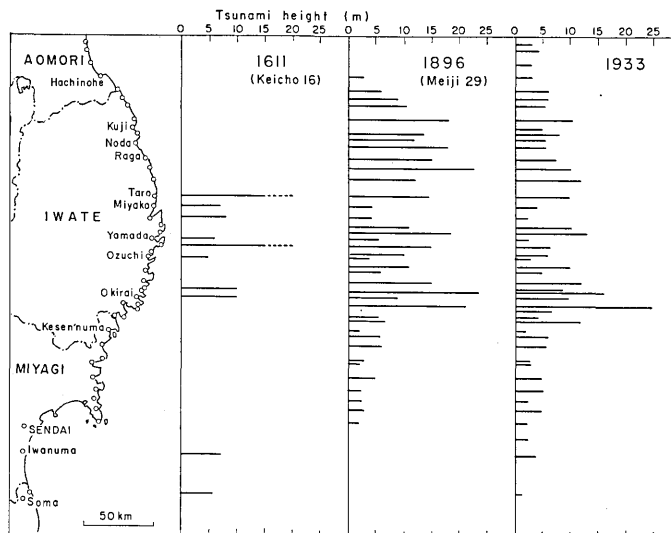 Tsunami height (m)
0 5 10 15 20
0 5 10 15 20 25
0 5 10 15 20 25
1611
(Keicho 16)
1896
(Meiji 29)
1933
AOMORI
Hachinohe
Kuji
Noda
Raga
Taro
Miyako
IWATE
Yamada
Ozuchi
Okirai
Kesen'numa
MIYAGI
SENDAI
Iwanuma
Soma
50 km